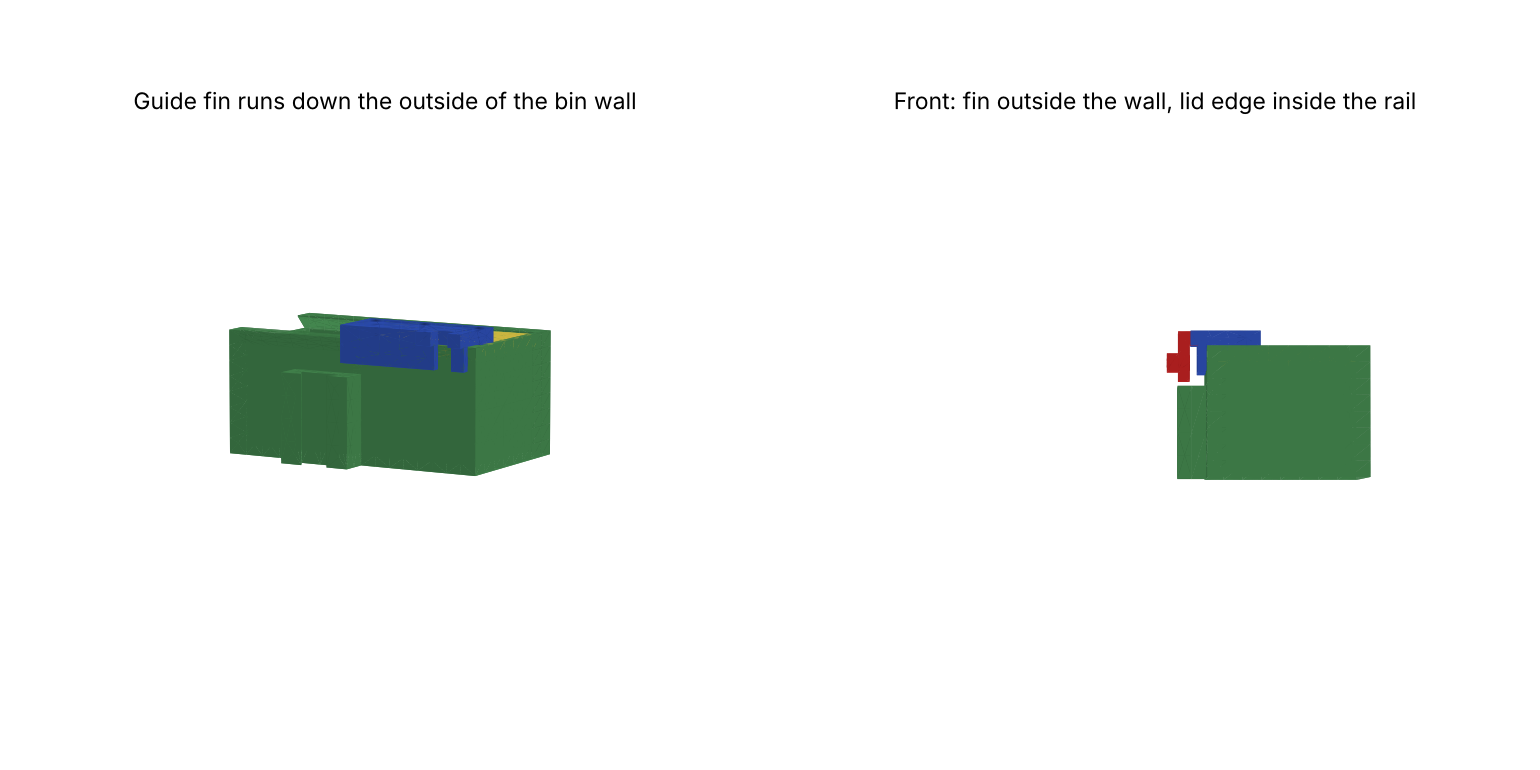 Guide fin runs down the outside of the bin wall
Front: fin outside the wall, lid edge inside the rail